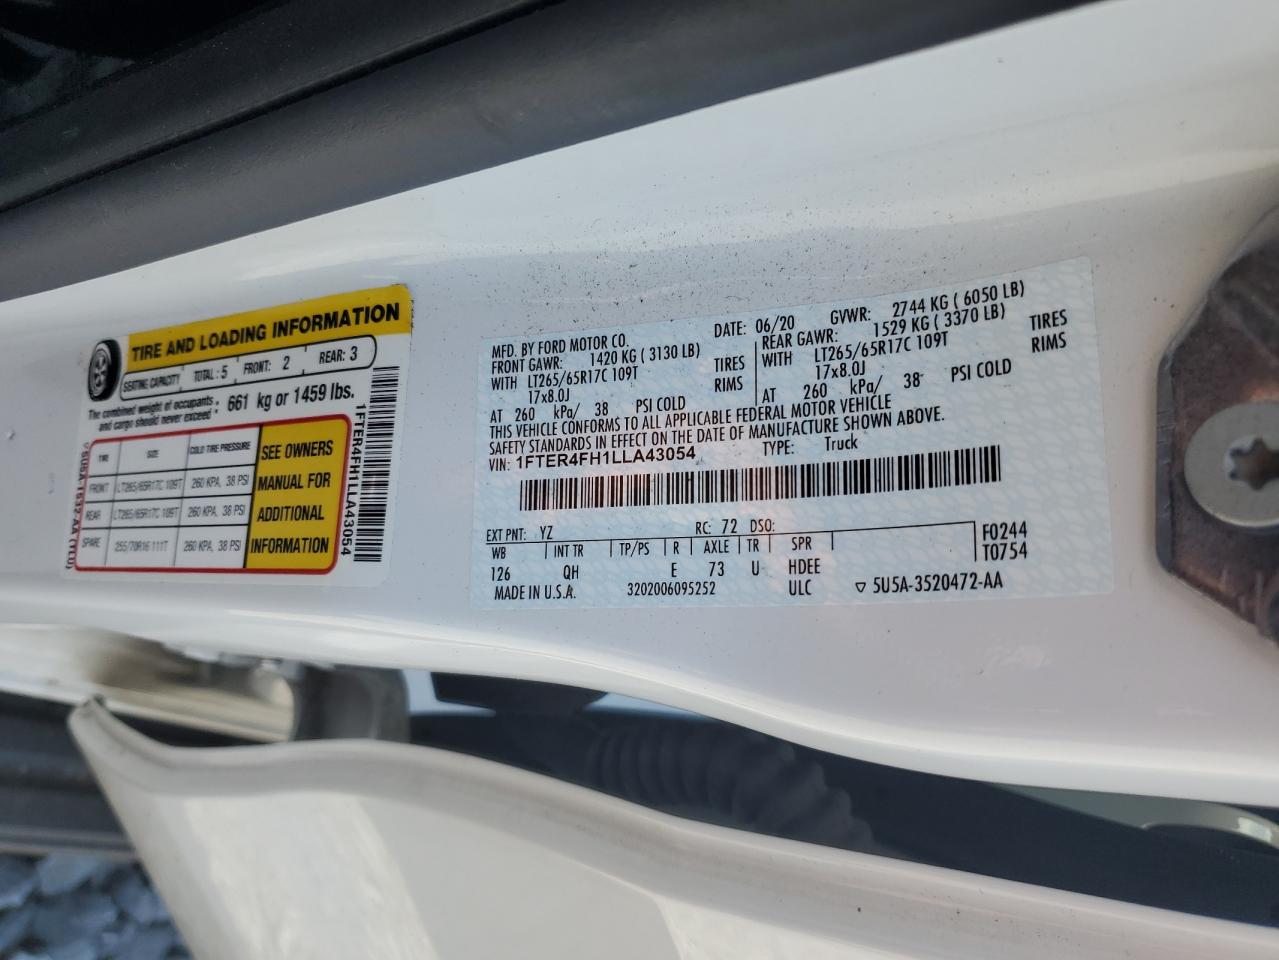 TIRE AND LOADING INFORMATION
SEATING CAPACITY TOTAL: 5 FRONT: 2 REAR: 3
The combined weight of occupants and cargo should never exceed: 661 kg or 1459 lbs.
TIRE SIZE COLD TIRE PRESSURE
FRONT LT265/65R17C 109T 260 KPA, 38 PSI
REAR LT265/65R17C 109T 260 KPA, 38 PSI
SPARE 255/70R16 111T 260 KPA, 38 PSI
SEE OWNERS
MANUAL FOR
ADDITIONAL
INFORMATION
1FTER4FH1LLA43054
MFD. BY FORD MOTOR CO. DATE: 06/20 GVWR: 2744 KG ( 6050 LB)
FRONT GAWR: 1420 KG ( 3130 LB) REAR GAWR: 1529 KG ( 3370 LB)
WITH LT265/65R17C 109T TIRES WITH LT265/65R17C 109T TIRES
17x8.0J RIMS 17x8.0J RIMS
AT 260 kPa/ 38 PSI COLD AT 260 kPa/ 38 PSI COLD
THIS VEHICLE CONFORMS TO ALL APPLICABLE FEDERAL MOTOR VEHICLE
SAFETY STANDARDS IN EFFECT ON THE DATE OF MANUFACTURE SHOWN ABOVE.
VIN: 1FTER4FH1LLA43054 TYPE: Truck
EXT PNT: YZ RC: 72 DSO: F0244
WB INT TR TP/PS R AXLE TR SPR T0754
126 QH E 73 U HDEE
MADE IN U.S.A. 3202006095252 ULC ▽ 5U5A-3520472-AA